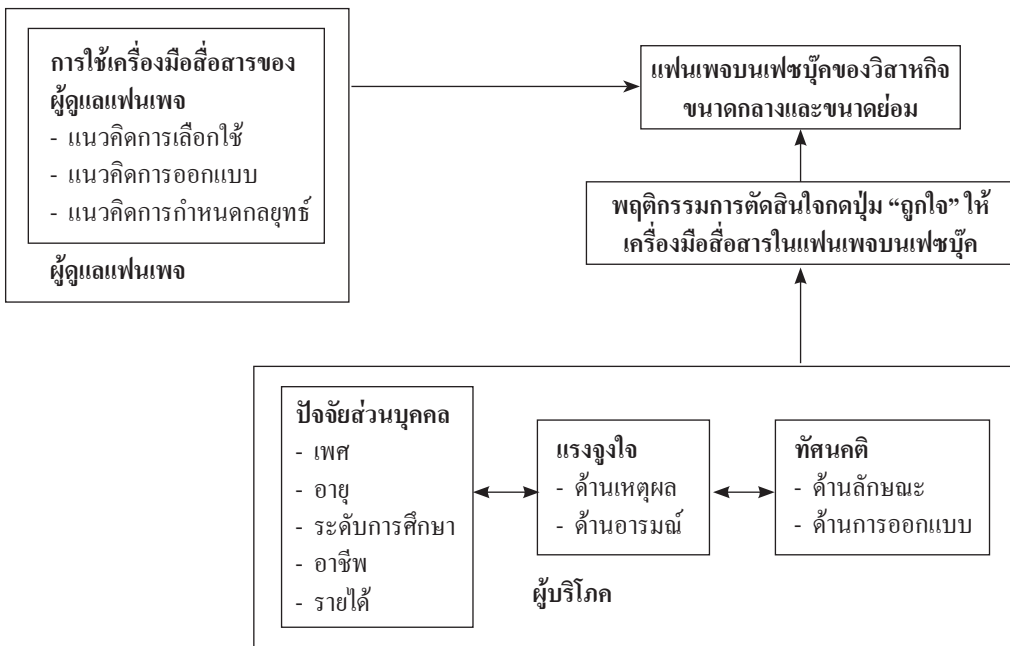 การใช้เครื่องมือสื่อสารของ
ผู้ดูแลแฟนเพจ
- แนวคิดการเลือกใช้
- แนวคิดการออกแบบ
- แนวคิดการกำหนดกลยุทธ์
ผู้ดูแลแฟนเพจ
แฟนเพจบนเฟซบุ๊คของวิสาหกิจ
ขนาดกลางและขนาดย่อม
พฤติกรรมการตัดสินใจกดปุ่ม “ถูกใจ” ให้
เครื่องมือสื่อสารในแฟนเพจบนเฟซบุ๊ค
ปัจจัยส่วนบุคคล
- เพศ
- อายุ
- ระดับการศึกษา
- อาชีพ
- รายได้
แรงจูงใจ
- ด้านเหตุผล
- ด้านอารมณ์
ทัศนคติ
- ด้านลักษณะ
- ด้านการออกแบบ
ผู้บริโภค